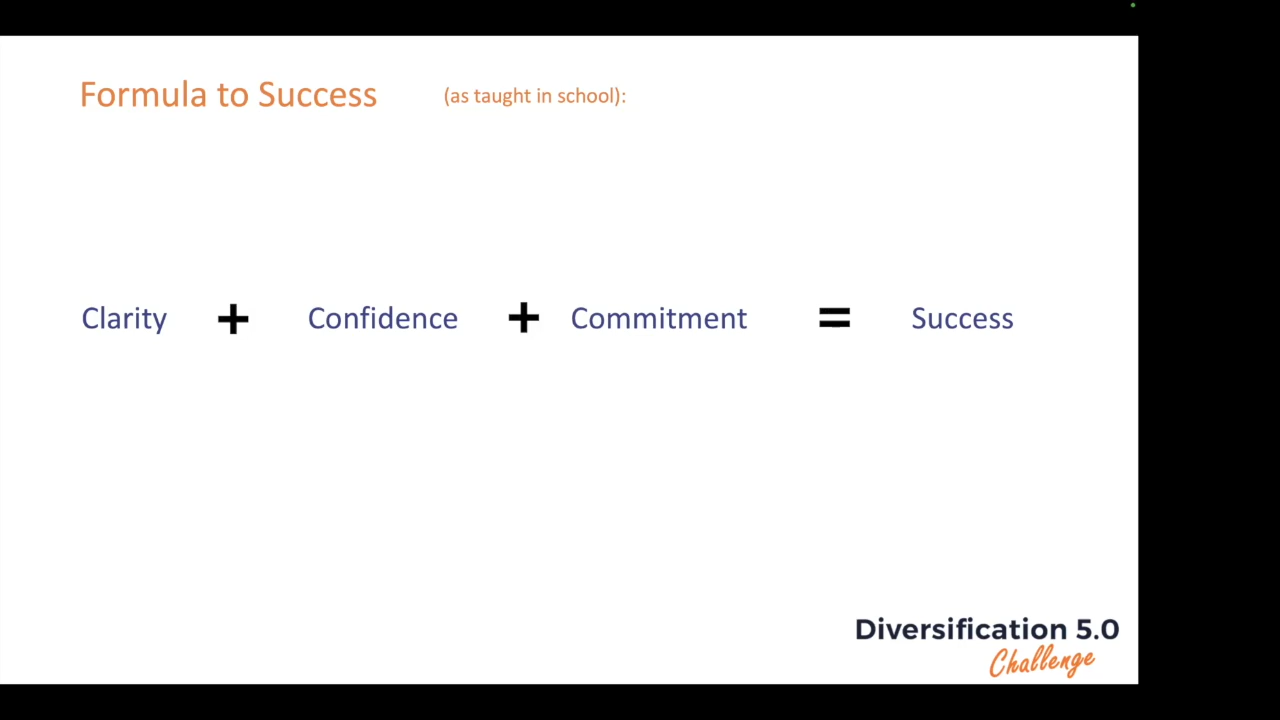 Formula to Success (as taught in school):
Clarity + Confidence + Commitment = Success
Diversification 5.0
Challenge